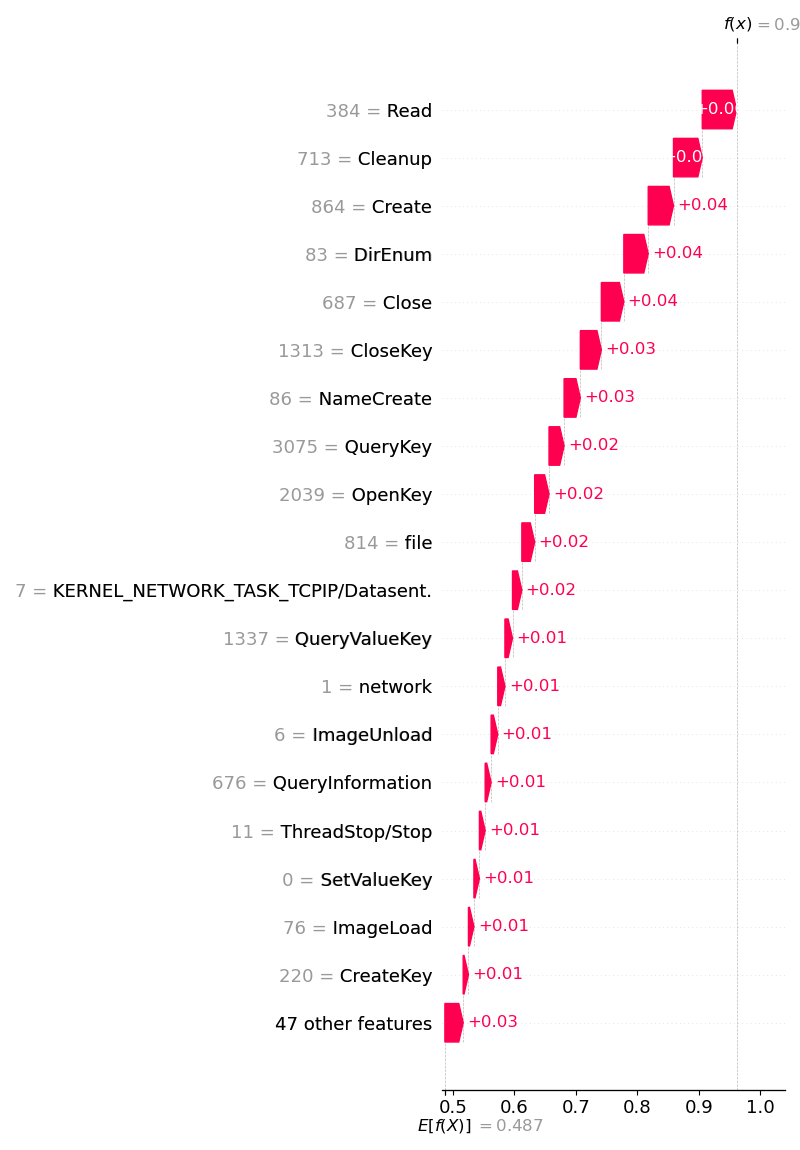 f(x) = 0.9
384 = Read
+0.0
713 = Cleanup
+0.0
864 = Create +0.04
83 = DirEnum +0.04
687 = Close +0.04
1313 = CloseKey +0.03
86 = NameCreate +0.03
3075 = QueryKey +0.02
2039 = OpenKey +0.02
814 = file +0.02
7 = KERNEL_NETWORK_TASK_TCPIP/Datasent. +0.02
1337 = QueryValueKey +0.01
1 = network +0.01
6 = ImageUnload +0.01
676 = QueryInformation +0.01
11 = ThreadStop/Stop +0.01
0 = SetValueKey +0.01
76 = ImageLoad +0.01
220 = CreateKey +0.01
47 other features +0.03
0.5 0.6 0.7 0.8 0.9 1.0
E[f(X)] = 0.487